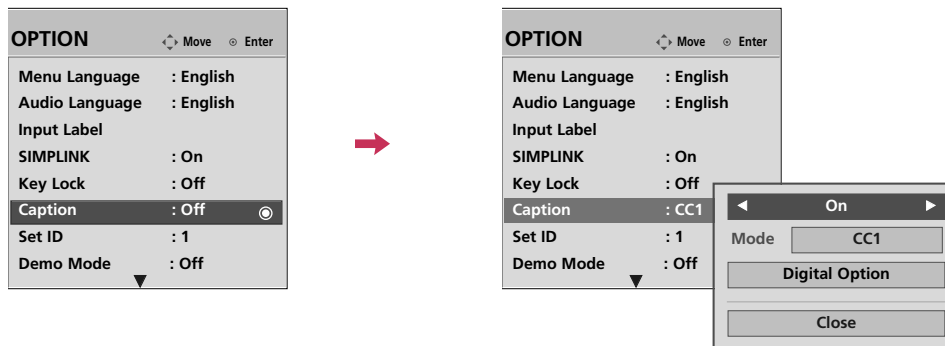 OPTION Move Enter
Menu Language : English
Audio Language : English
Input Label
SIMPLINK : On
Key Lock : Off
Caption : Off
Set ID : 1
Demo Mode : Off
OPTION Move Enter
Menu Language : English
Audio Language : English
Input Label
SIMPLINK : On
Key Lock : Off
Caption : CC1
Set ID : 1
Demo Mode : Off
On
Mode CC1
Digital Option
Close